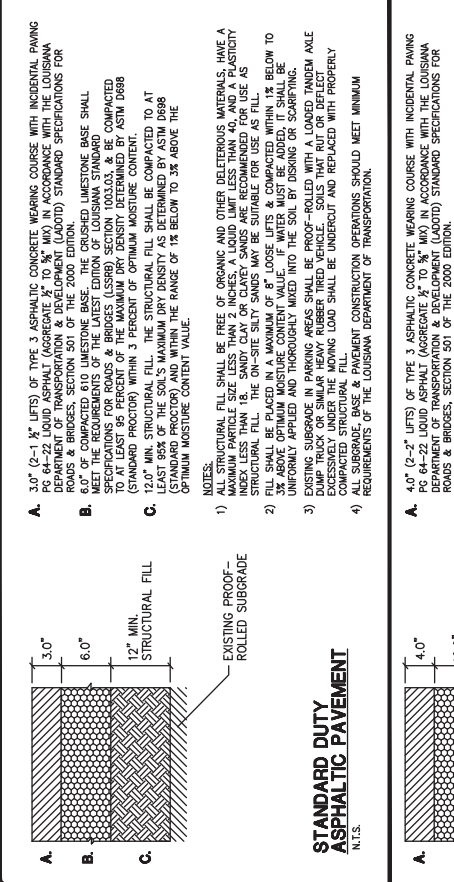 A.
B.
C.
3.0"
6.0"
12" MIN.
STRUCTURAL FILL
EXISTING PROOF-
ROLLED SUBGRADE
STANDARD DUTY
ASPHALTIC PAVEMENT
N.T.S.
A. 3.0" (2-1 ½" LIFTS) OF TYPE 3 ASPHALTIC CONCRETE WEARING COURSE WITH INCIDENTAL PAVING
PG 64-22 LIQUID ASPHALT (AGGREGATE ½" TO ⅝" MIX) IN ACCORDANCE WITH THE LOUISIANA
DEPARTMENT OF TRANSPORTATION & DEVELOPMENT (LADOTD) STANDARD SPECIFICATIONS FOR
ROADS & BRIDGES, SECTION 501 OF THE 2000 EDITION.
B. 6.0" OF COMPACTED 610 LIMESTONE BASE. THE CRUSHED LIMESTONE BASE SHALL
MEET THE REQUIREMENTS OF THE LATEST EDITION OF LOUISIANA STANDARD
SPECIFICATIONS FOR ROADS & BRIDGES (LSSRB) SECTION 1003.03, & BE COMPACTED
TO AT LEAST 95 PERCENT OF THE MAXIMUM DRY DENSITY DETERMINED BY ASTM D698
(STANDARD PROCTOR) WITHIN 3 PERCENT OF OPTIMUM MOISTURE CONTENT.
C. 12.0" MIN. STRUCTURAL FILL. THE STRUCTURAL FILL SHALL BE COMPACTED TO AT
LEAST 95% OF THE SOIL'S MAXIMUM DRY DENSITY AS DETERMINED BY ASTM D698
(STANDARD PROCTOR) AND WITHIN THE RANGE OF 1% BELOW TO 3% ABOVE THE
OPTIMUM MOISTURE CONTENT VALUE.
NOTES:
1) ALL STRUCTURAL FILL SHALL BE FREE OF ORGANIC AND OTHER DELETERIOUS MATERIALS, HAVE A
MAXIMUM PARTICLE SIZE LESS THAN 2 INCHES, A LIQUID LIMIT LESS THAN 40, AND A PLASTICITY
INDEX LESS THAN 18. SANDY CLAY OR CLAYEY SANDS ARE RECOMMENDED FOR USE AS
STRUCTURAL FILL. THE ON-SITE SILTY SANDS MAY BE SUITABLE FOR USE AS FILL.
2) FILL SHALL BE PLACED IN A MAXIMUM OF 8" LOOSE LIFTS & COMPACTED WITHIN 1% BELOW TO
3% ABOVE OPTIMUM MOISTURE CONTENT VALUE. IF WATER MUST BE ADDED, IT SHALL BE
UNIFORMLY APPLIED AND THOROUGHLY MIXED INTO THE SOIL BY DISKING OR SCARIFYING.
3) EXISTING SUBGRADE IN PARKING AREAS SHALL BE PROOF-ROLLED WITH A LOADED TANDEM AXLE
DUMP TRUCK OR SIMILAR HEAVY RUBBER TIRED VEHICLE. SOILS THAT RUT OR DEFLECT
EXCESSIVELY UNDER THE MOVING LOAD SHALL BE UNDERCUT AND REPLACED WITH PROPERLY
COMPACTED STRUCTURAL FILL.
4) ALL SUBGRADE, BASE & PAVEMENT CONSTRUCTION OPERATIONS SHOULD MEET MINIMUM
REQUIREMENTS OF THE LOUISIANA DEPARTMENT OF TRANSPORTATION.
A.
4.0"
A. 4.0" (2-2" LIFTS) OF TYPE 3 ASPHALTIC CONCRETE WEARING COURSE WITH INCIDENTAL PAVING
PG 64-22 LIQUID ASPHALT (AGGREGATE ½" TO ⅝" MIX) IN ACCORDANCE WITH THE LOUISIANA
DEPARTMENT OF TRANSPORTATION & DEVELOPMENT (LADOTD) STANDARD SPECIFICATIONS FOR
ROADS & BRIDGES, SECTION 501 OF THE 2000 EDITION.